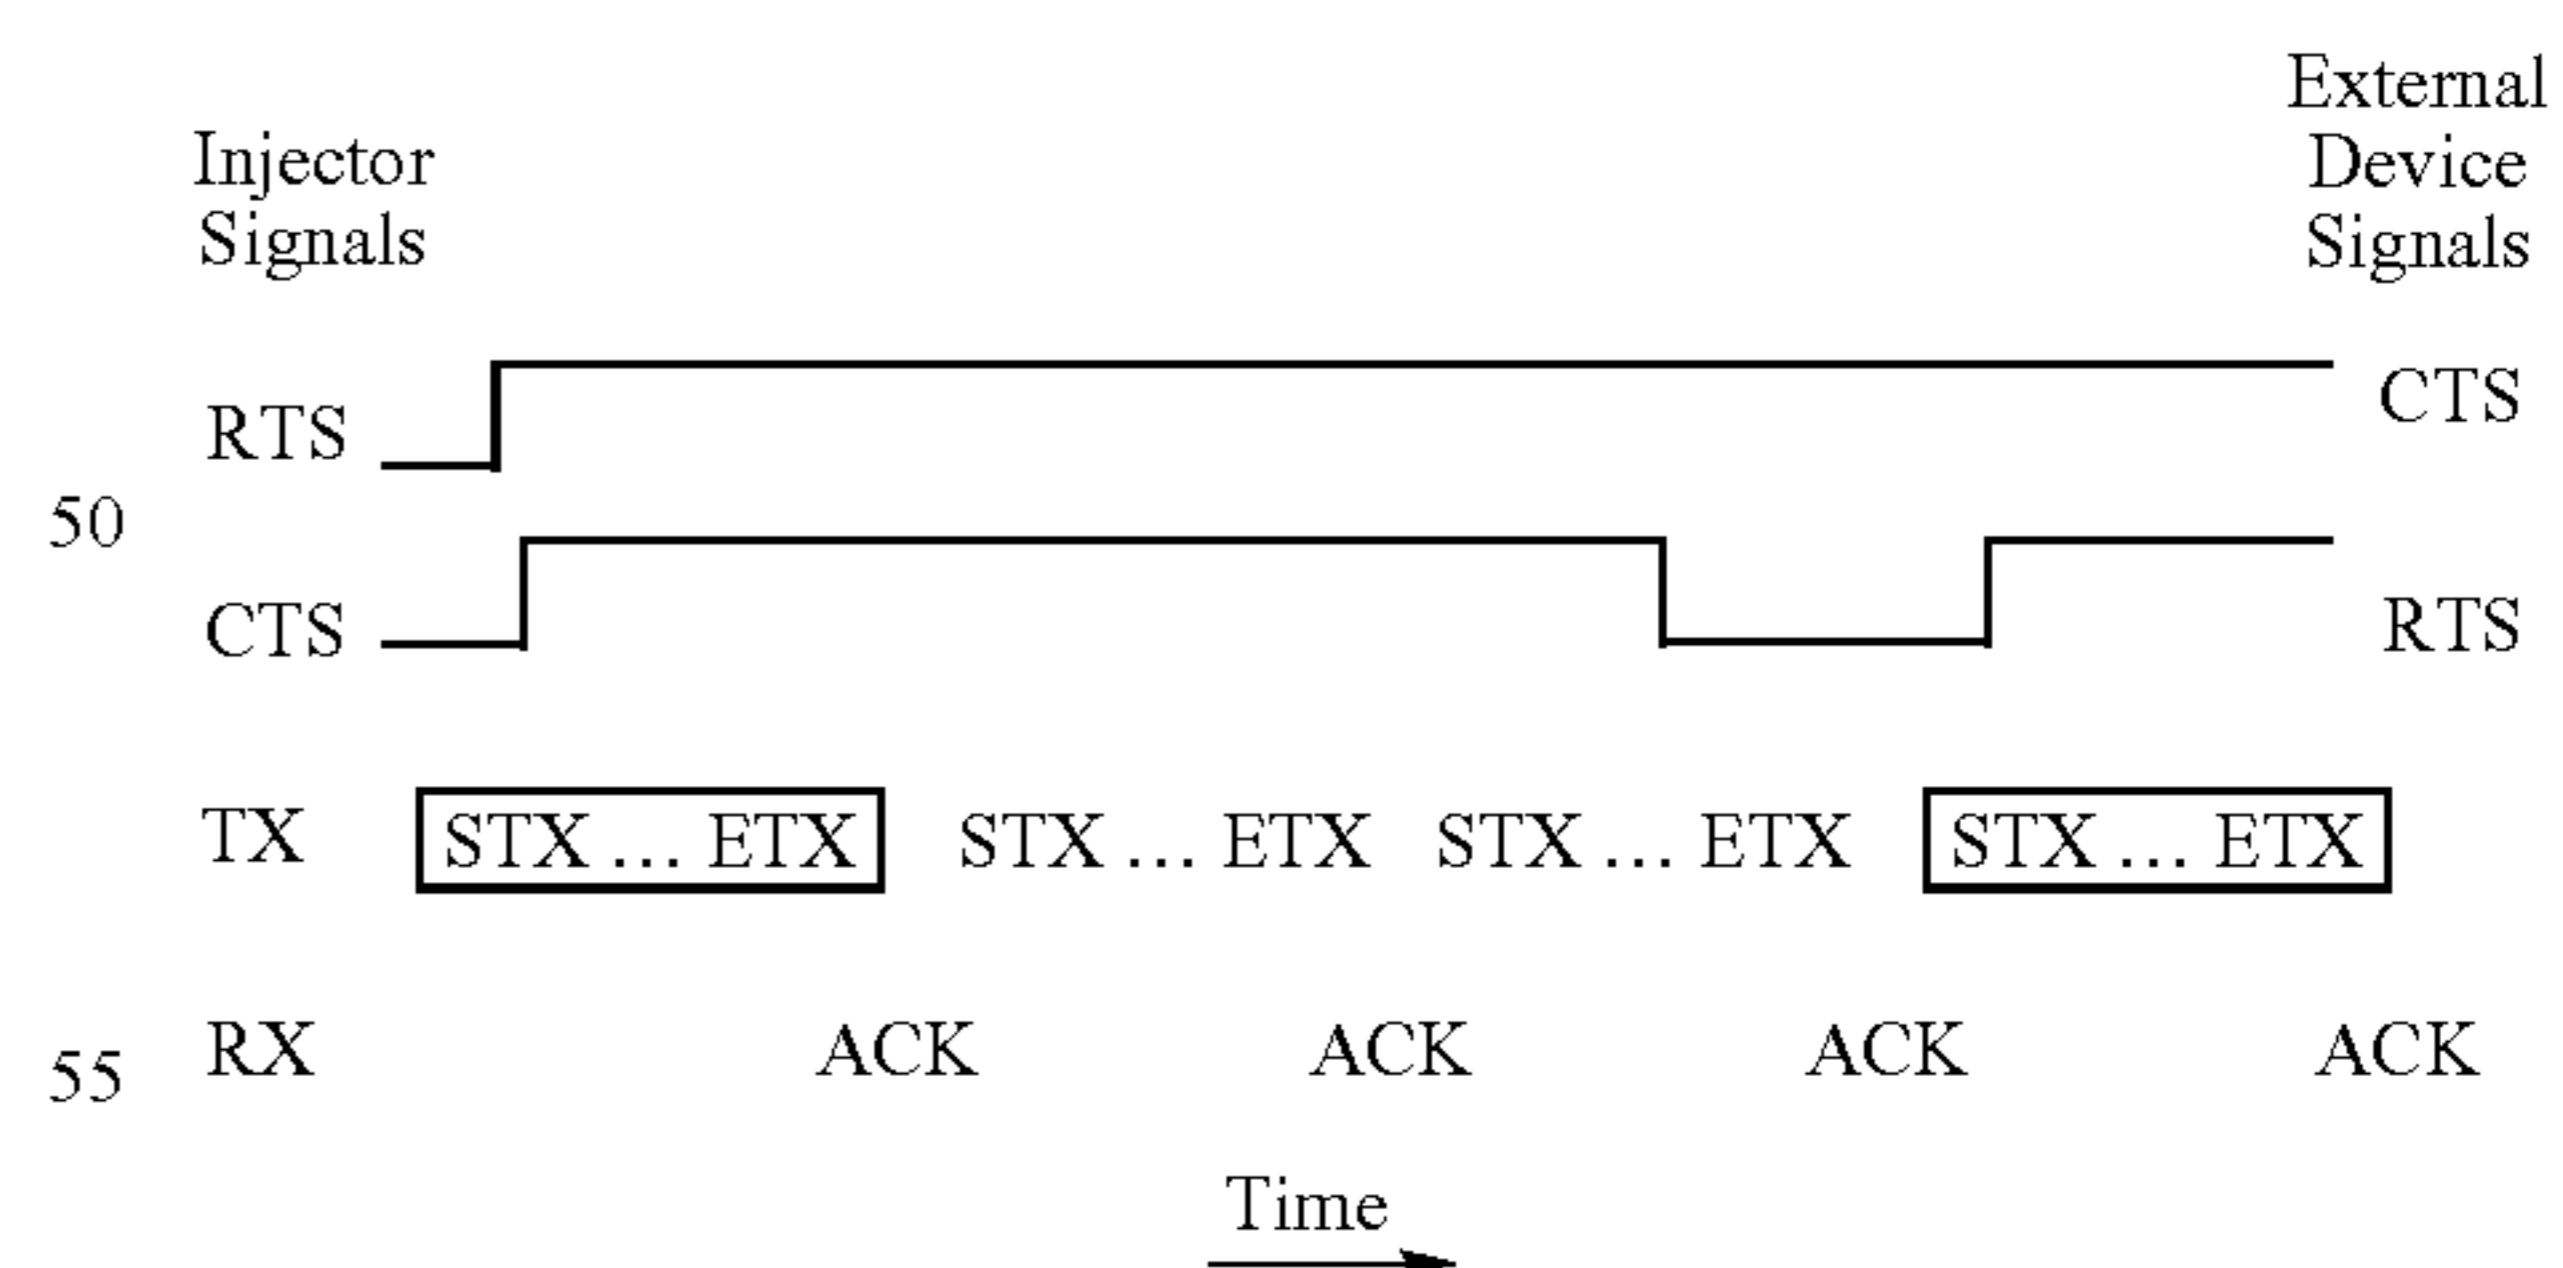 External
Injector Device
Signals Signals
RTS CTS
50
CTS RTS
TX STX ... ETX STX ... ETX STX ... ETX STX ... ETX
RX ACK ACK ACK ACK
55
Time